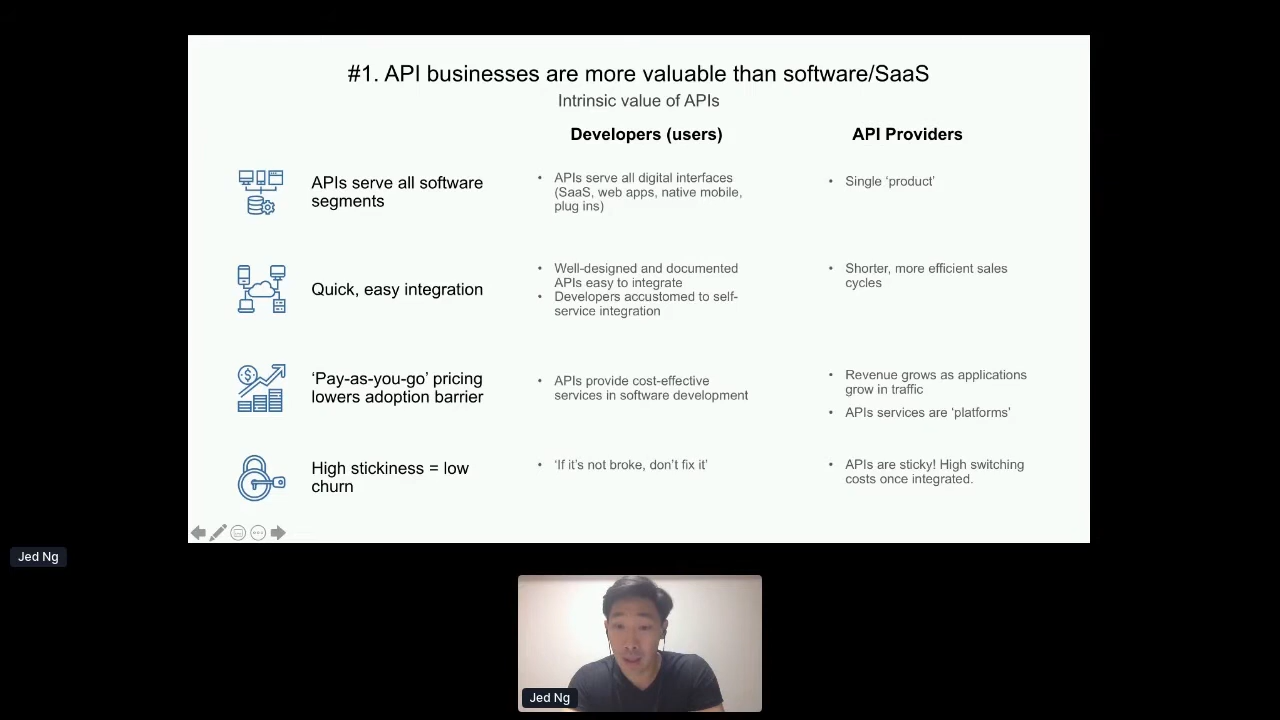 #1. API businesses are more valuable than software/SaaS
Intrinsic value of APIs
Developers (users)
API Providers
APIs serve all software
segments
• APIs serve all digital interfaces
(SaaS, web apps, native mobile,
plug ins)
• Single ‘product’
Quick, easy integration
• Well-designed and documented
APIs easy to integrate
• Developers accustomed to self-
service integration
• Shorter, more efficient sales
cycles
‘Pay-as-you-go’ pricing
lowers adoption barrier
• APIs provide cost-effective
services in software development
• Revenue grows as applications
grow in traffic
• APIs services are ‘platforms’
High stickiness = low
churn
• ‘If it’s not broke, don’t fix it’
• APIs are sticky! High switching
costs once integrated.
Jed Ng
Jed Ng